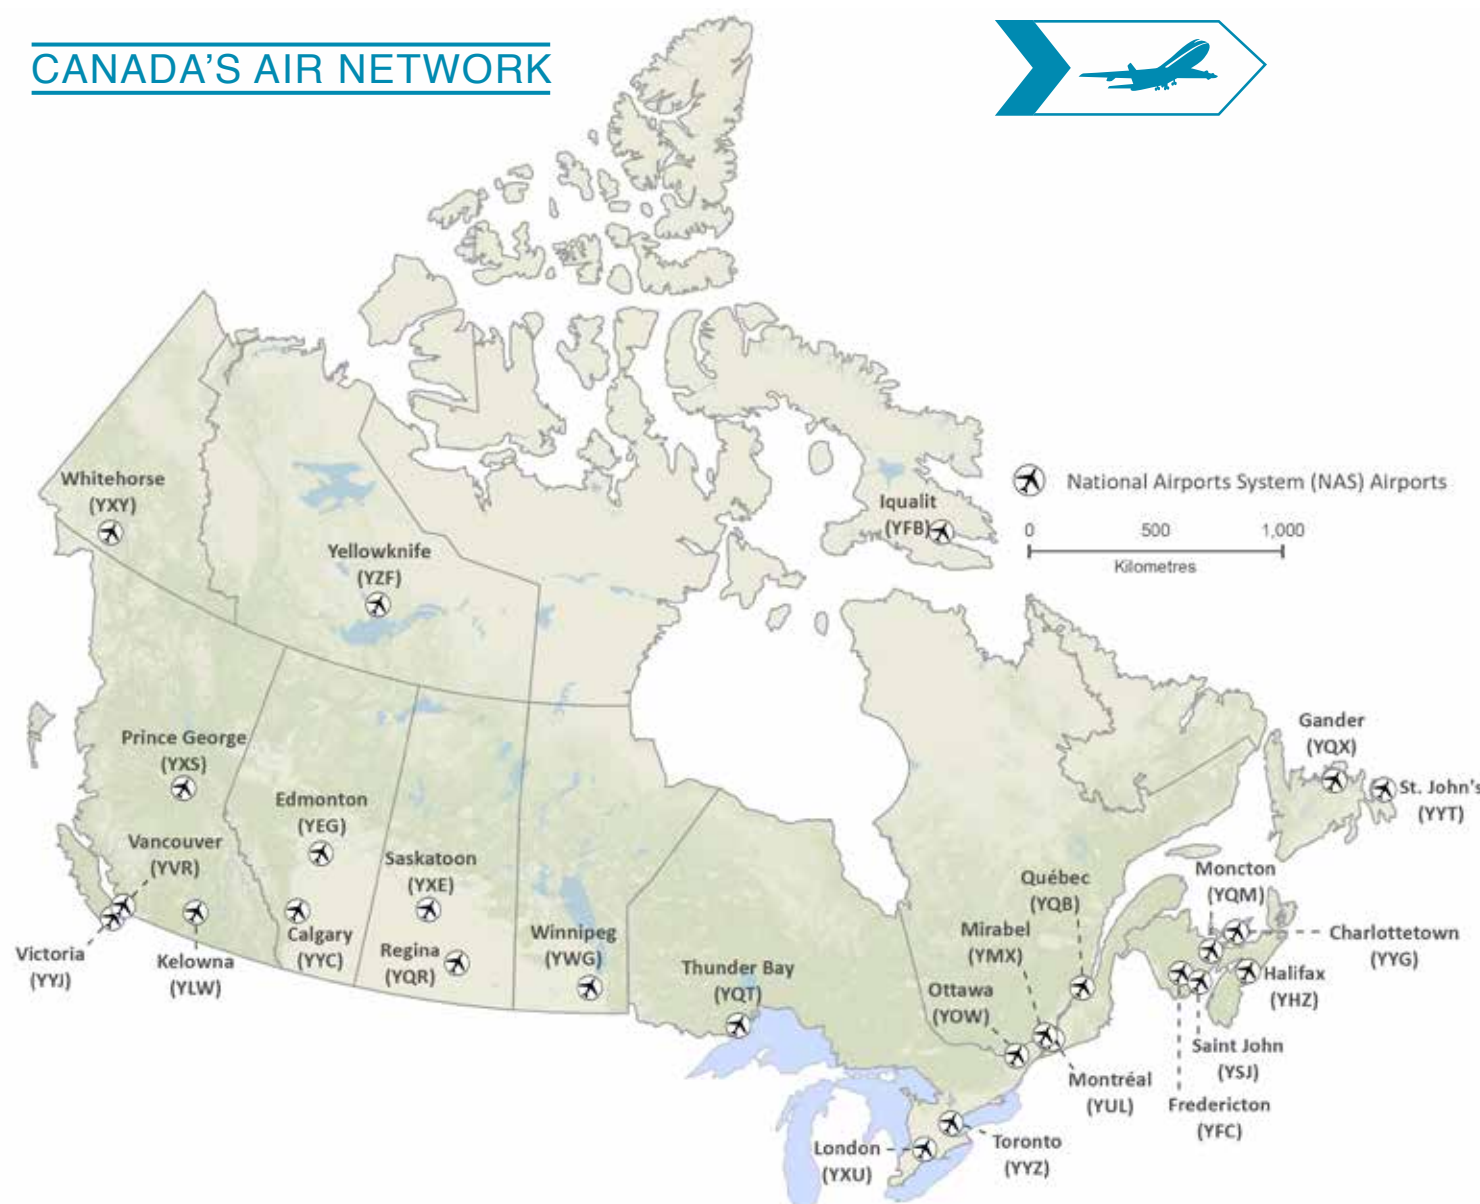 CANADA'S AIR NETWORK
Whitehorse
(YXY)
Iqualit
(YFB)
National Airports System (NAS) Airports
0 500 1,000
Kilometres
Yellowknife
(YZF)
Prince George
(YXS)
Gander
(YQX)
St. John's
(YYT)
Edmonton
(YEG)
Vancouver
(YVR)
Saskatoon
(YXE)
Moncton
(YQM)
Québec
(YQB)
Victoria
(YYJ)
Kelowna
(YLW)
Calgary
(YYC)
Regina
(YQR)
Winnipeg
(YWG)
Mirabel
(YMX)
Charlottetown
(YYG)
Thunder Bay
(YQT)
Ottawa
(YOW)
Halifax
(YHZ)
Saint John
(YSJ)
Montréal
(YUL)
Fredericton
(YFC)
London
(YXU)
Toronto
(YYZ)